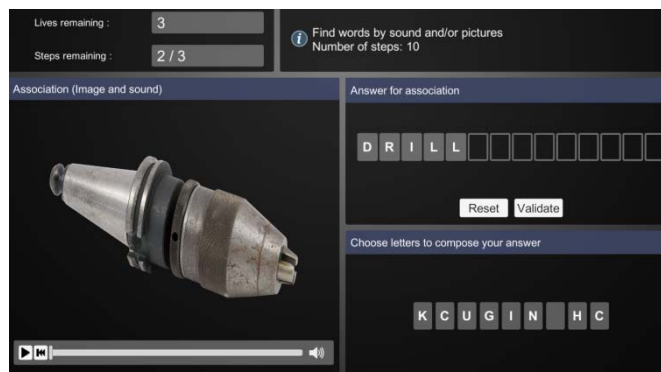 Lives remaining : 3
Steps remaining : 2 / 3
Find words by sound and/or pictures
Number of steps: 10
Association (Image and sound)
Answer for association
D R I L L
Reset Validate
Choose letters to compose your answer
K C U G I N H C